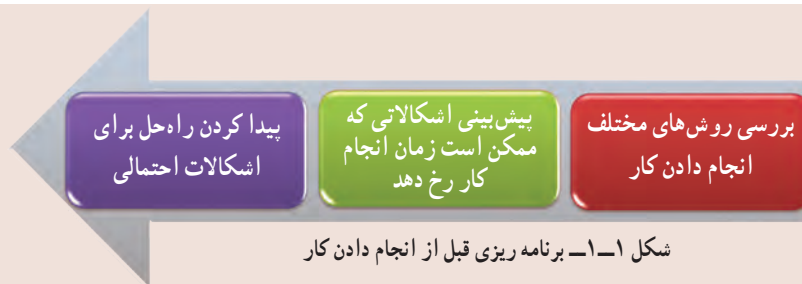 بررسی روش‌های مختلف
انجام دادن کار
پیش‌بینی اشکالاتی که
ممکن است زمان انجام
کار رخ دهد
پیدا کردن راه‌حل برای
اشکالات احتمالی
شکل ۱ــ۱ــ برنامه ریزی قبل از انجام دادن کار